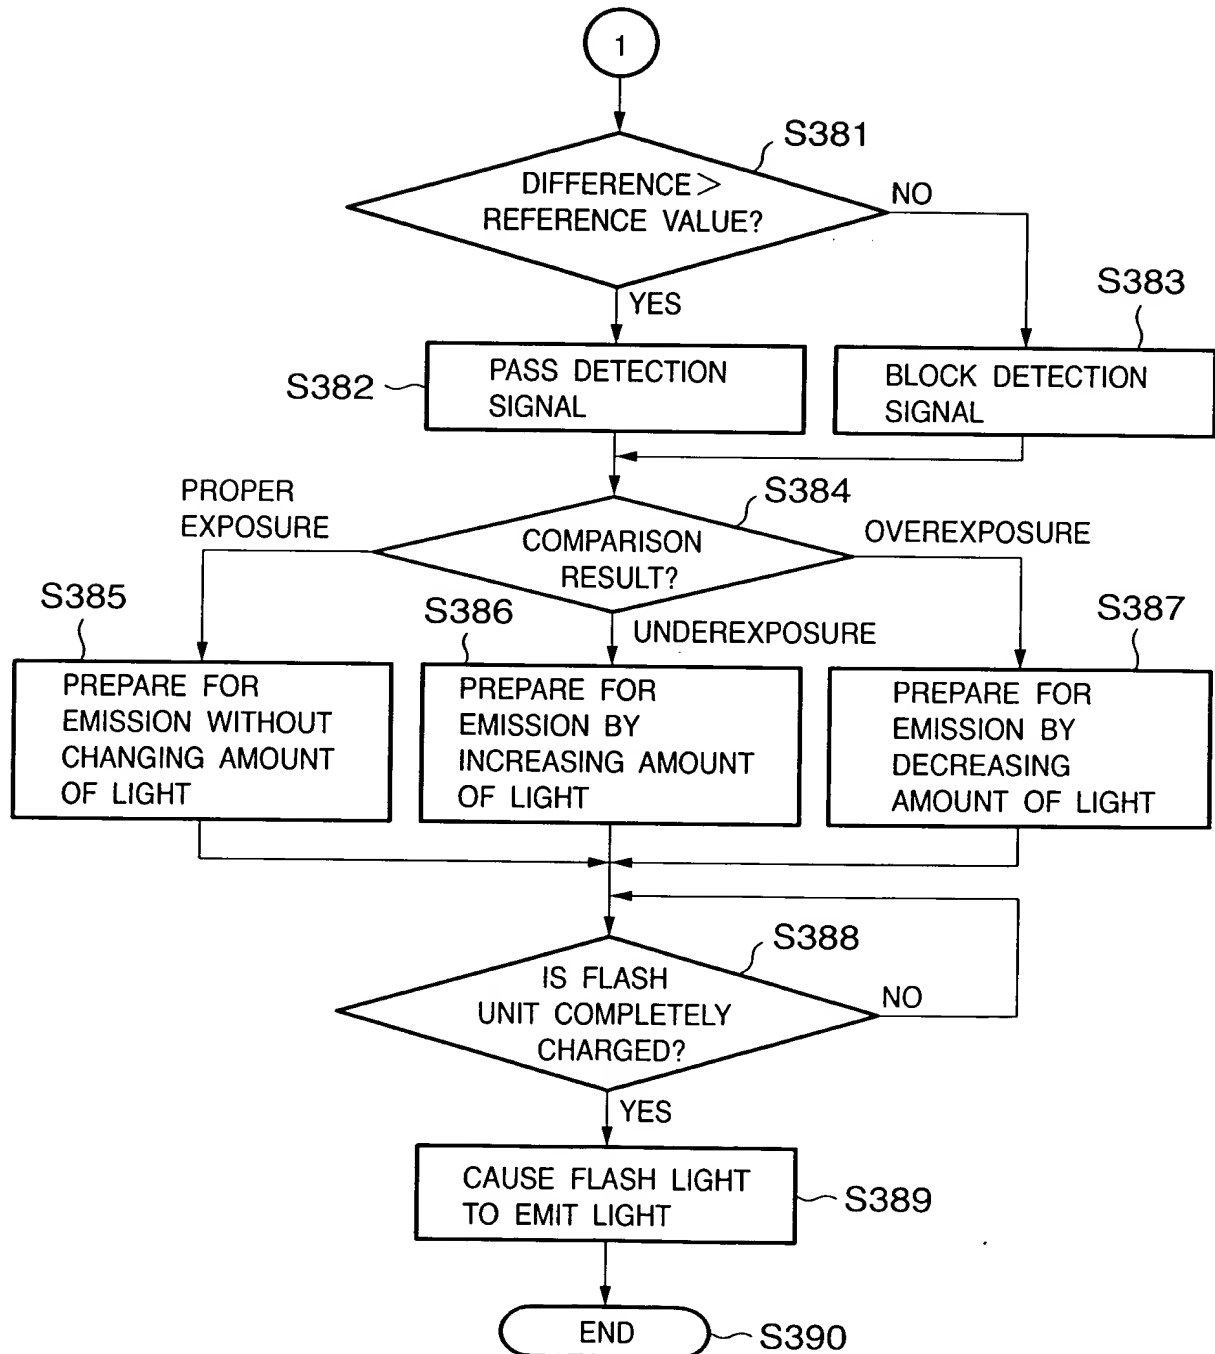 1
S381
DIFFERENCE>
REFERENCE VALUE?
NO
YES
S383
S382
PASS DETECTION
SIGNAL
BLOCK DETECTION
SIGNAL
S384
PROPER
EXPOSURE
COMPARISON
RESULT?
OVEREXPOSURE
S385
S386
UNDEREXPOSURE
S387
PREPARE FOR
EMISSION WITHOUT
CHANGING AMOUNT
OF LIGHT
PREPARE FOR
EMISSION BY
INCREASING AMOUNT
OF LIGHT
PREPARE FOR
EMISSION BY
DECREASING
AMOUNT OF LIGHT
S388
IS FLASH
UNIT COMPLETELY
CHARGED?
NO
YES
CAUSE FLASH LIGHT
TO EMIT LIGHT
S389
END
S390